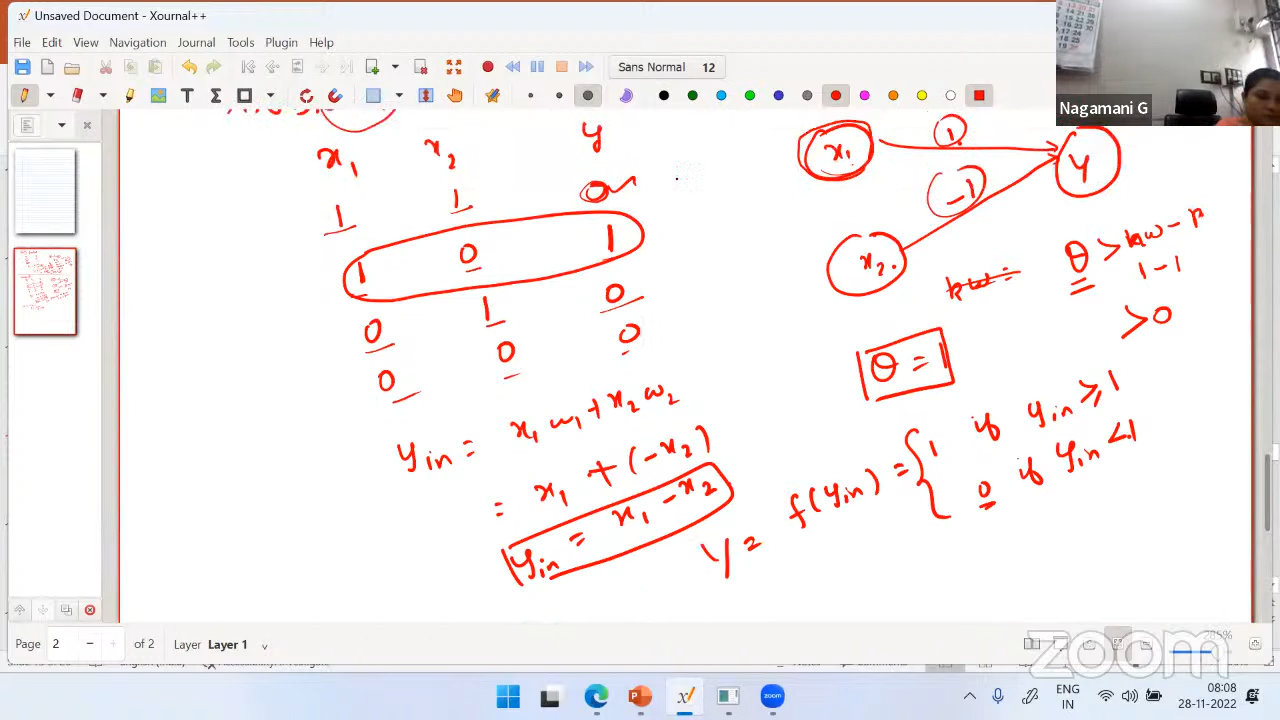 Unsaved Document - Xournal++
File Edit View Navigation Journal Tools Plugin Help
Sans Normal 12
Nagamani G
x₁ x₂ y
1 1 0
1 0 1
0 1 0
0 0 0
yin = x₁w₁ + x₂w₂
= x₁ + (-x₂)
yin = x₁ - x₂
x₁ 1 y
-1
x₂
θ > nw - p
1 - 1
> 0
θ = 1
y = f(yin) = { 1 if yin ≥ 1
0 if yin < 1
Page 2 of 2 Layer Layer 1
286%
zoom
zoom
ENG
IN
08:08
28-11-2022